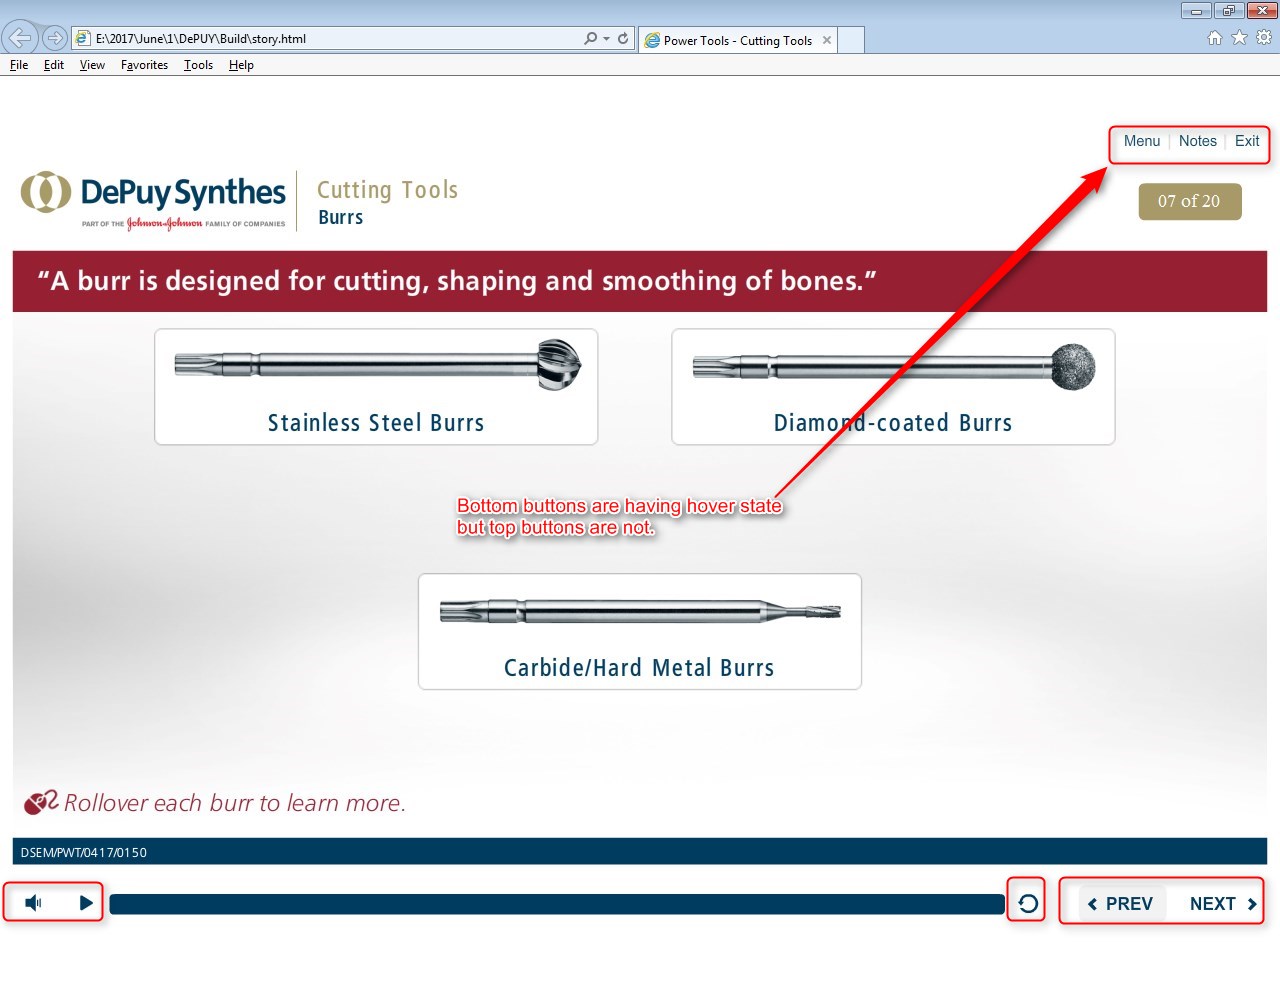 E:\2017\June\1\DePUY\Build\story.html
Power Tools - Cutting Tools
File Edit View Favorites Tools Help
Menu Notes Exit
DePuy Synthes
PART OF THE Johnson & Johnson FAMILY OF COMPANIES
Cutting Tools
Burrs
07 of 20
“A burr is designed for cutting, shaping and smoothing of bones.”
Stainless Steel Burrs
Diamond-coated Burrs
Bottom buttons are having hover state
but top buttons are not.
Carbide/Hard Metal Burrs
Rollover each burr to learn more.
DSEM/PWT/0417/0150
PREV NEXT